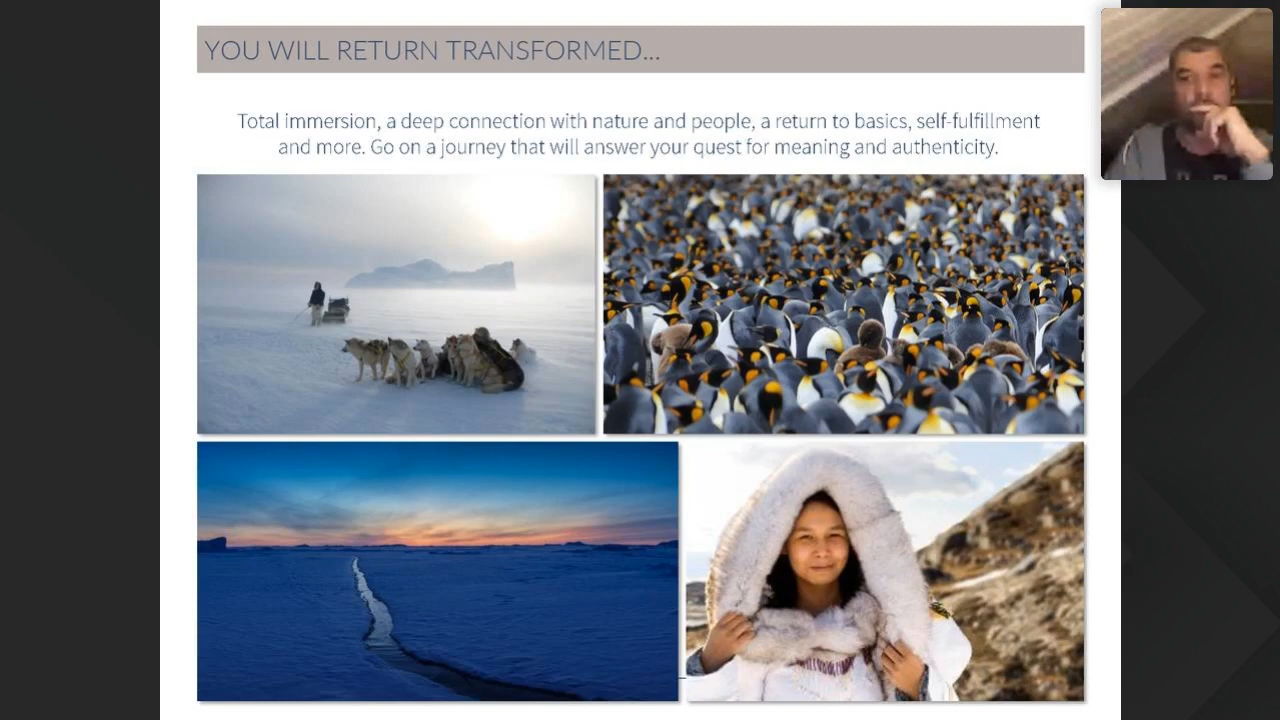 YOU WILL RETURN TRANSFORMED...
Total immersion, a deep connection with nature and people, a return to basics, self-fulfillment
and more. Go on a journey that will answer your quest for meaning and authenticity.